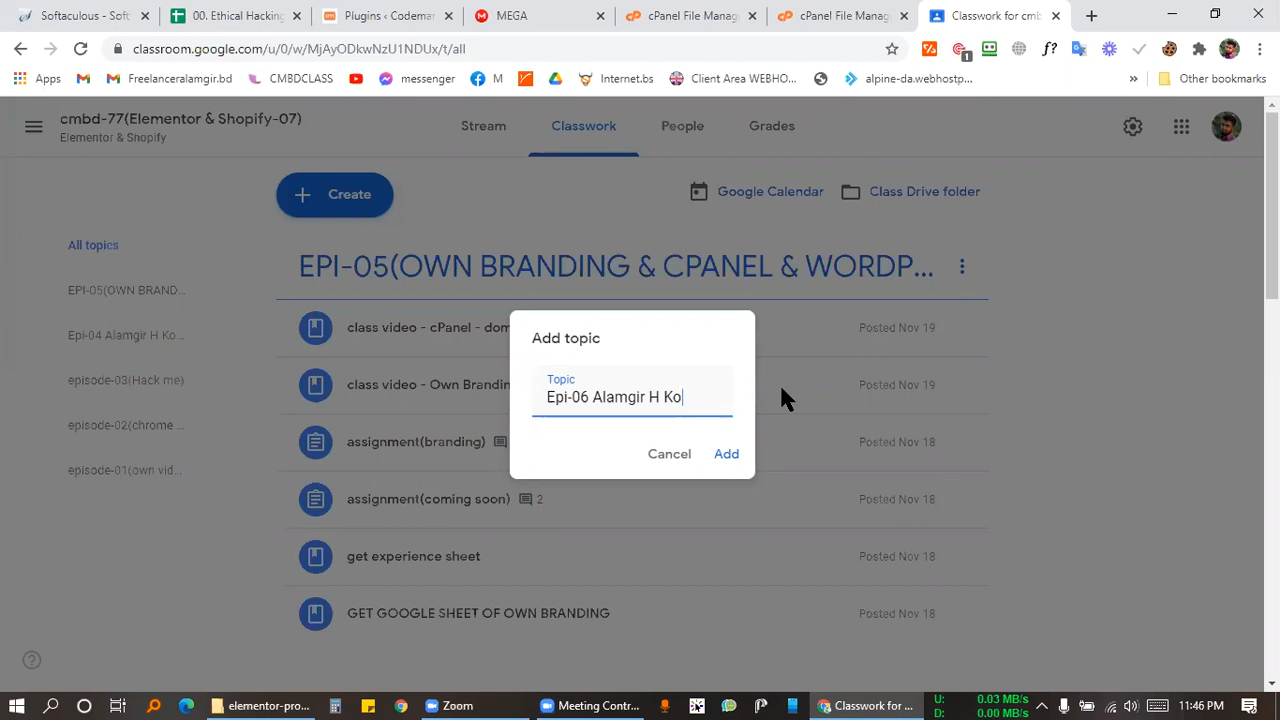 Softaculous - Soft
00. Ethical Hacking
Plugins ‹ Codemar
MEGA
cPanel File Manage
cPanel File Manage
Classwork for cmb
classroom.google.com/u/0/w/MjAyODkwNzU1NDUx/t/all
1
f?
Apps
Freelanceralamgir.bd
CMBDCLASS
messenger
M
Internet.bs
Client Area WEBHO...
alpine-da.webhostp...
»
Other bookmarks
cmbd-77(Elementor & Shopify-07)
Elementor & Shopify
Stream
Classwork
People
Grades
Create
Google Calendar
Class Drive folder
All topics
EPI-05(OWN BRAND...
Epi-04 Alamgir H Ko...
episode-03(Hack me)
episode-02(chrome ...
episode-01(own vid...
EPI-05(OWN BRANDING & CPANEL & WORDP...
class video - cPanel - dom
Posted Nov 19
class video - Own Brandin
Posted Nov 19
assignment(branding)
Posted Nov 18
assignment(coming soon)
2
Posted Nov 18
get experience sheet
Posted Nov 18
GET GOOGLE SHEET OF OWN BRANDING
Posted Nov 18
Add topic
Topic
Epi-06 Alamgir H Ko
Cancel
Add
elementor
Zoom
Meeting Contr...
Classwork for ...
U: 0.03 MB/s
D: 0.00 MB/s
11:46 PM